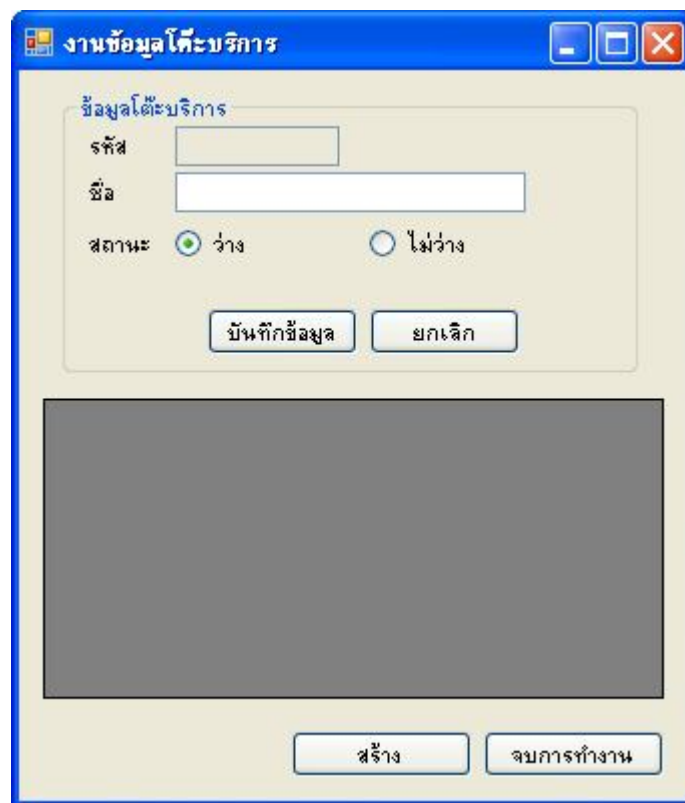 งานข้อมูลโต๊ะบริการ
ข้อมูลโต๊ะบริการ
รหัส
ชื่อ
สถานะ ว่าง ไม่ว่าง
บันทึกข้อมูล ยกเลิก
สร้าง จบการทำงาน